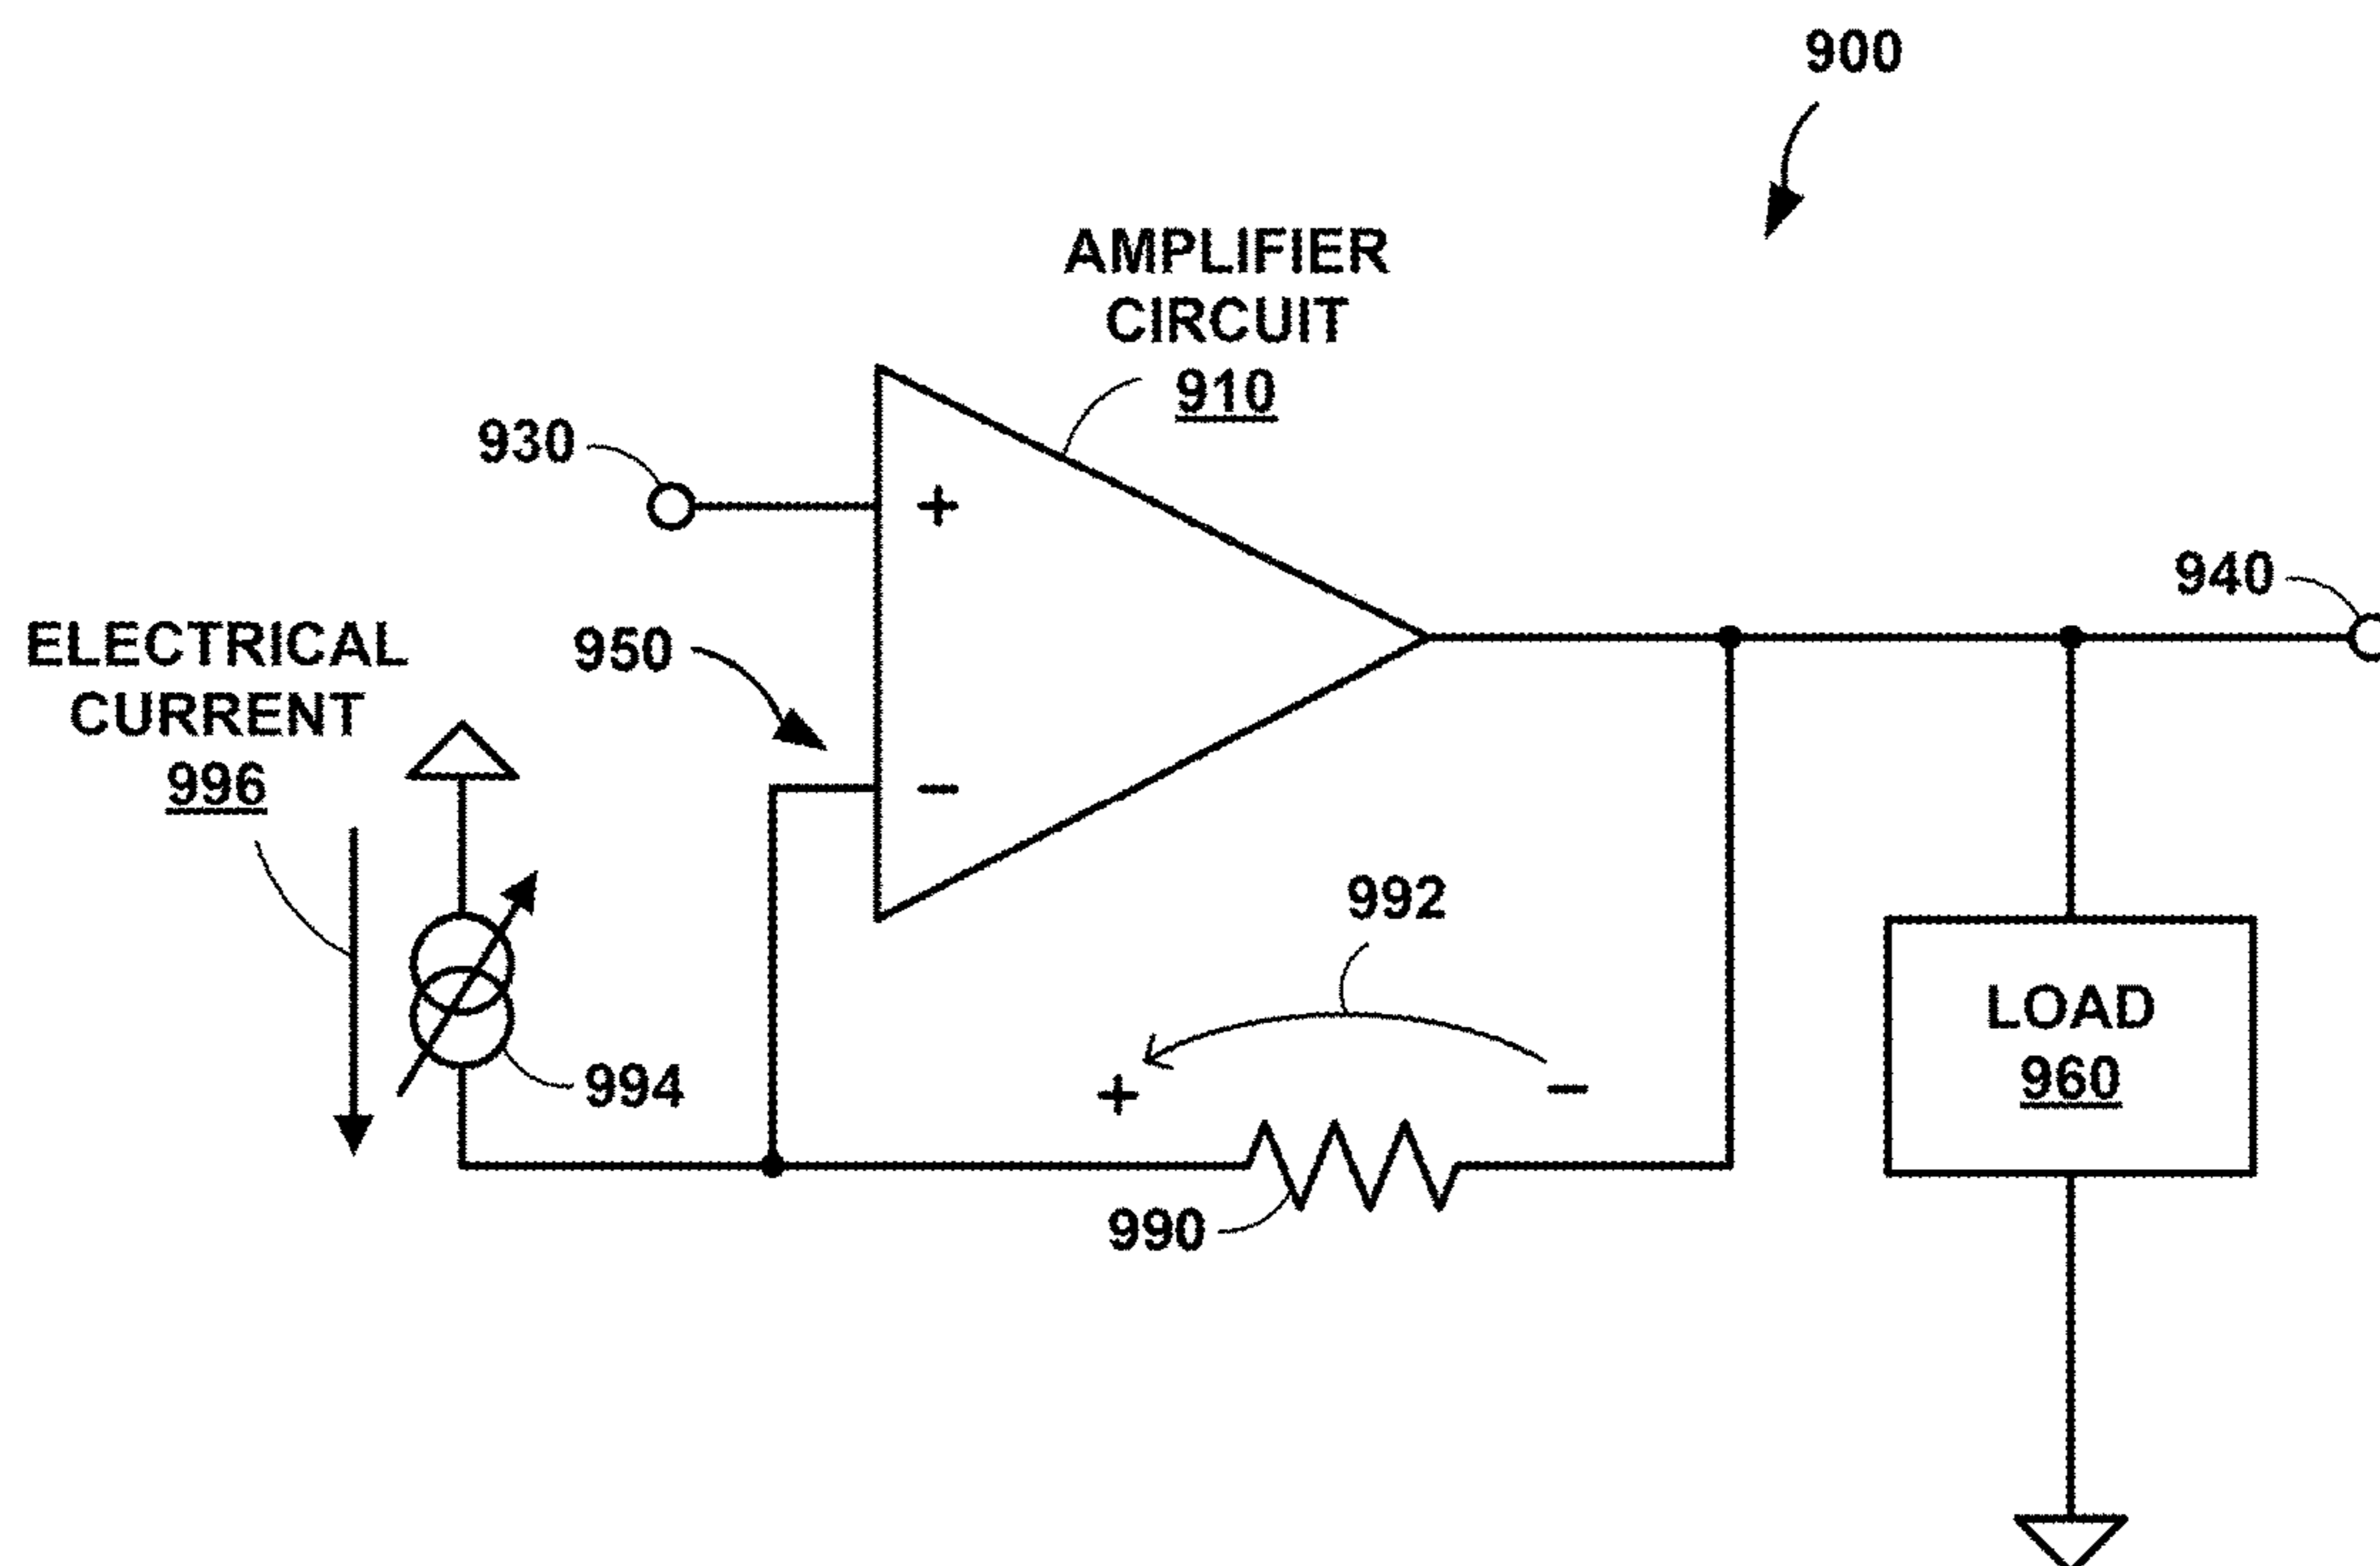 900
AMPLIFIER
CIRCUIT
910
930
+
940
ELECTRICAL
CURRENT
996
950
−
992
994
+
−
LOAD
960
990